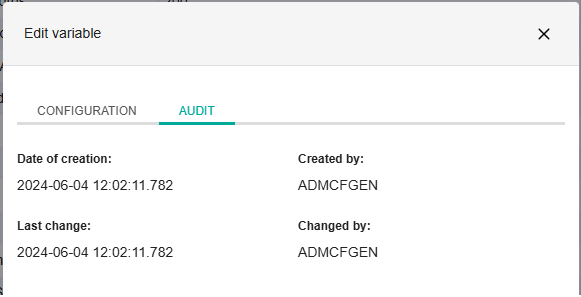 Edit variable
CONFIGURATION AUDIT
Date of creation: Created by:
2024-06-04 12:02:11.782 ADMCFGEN
Last change: Changed by:
2024-06-04 12:02:11.782 ADMCFGEN